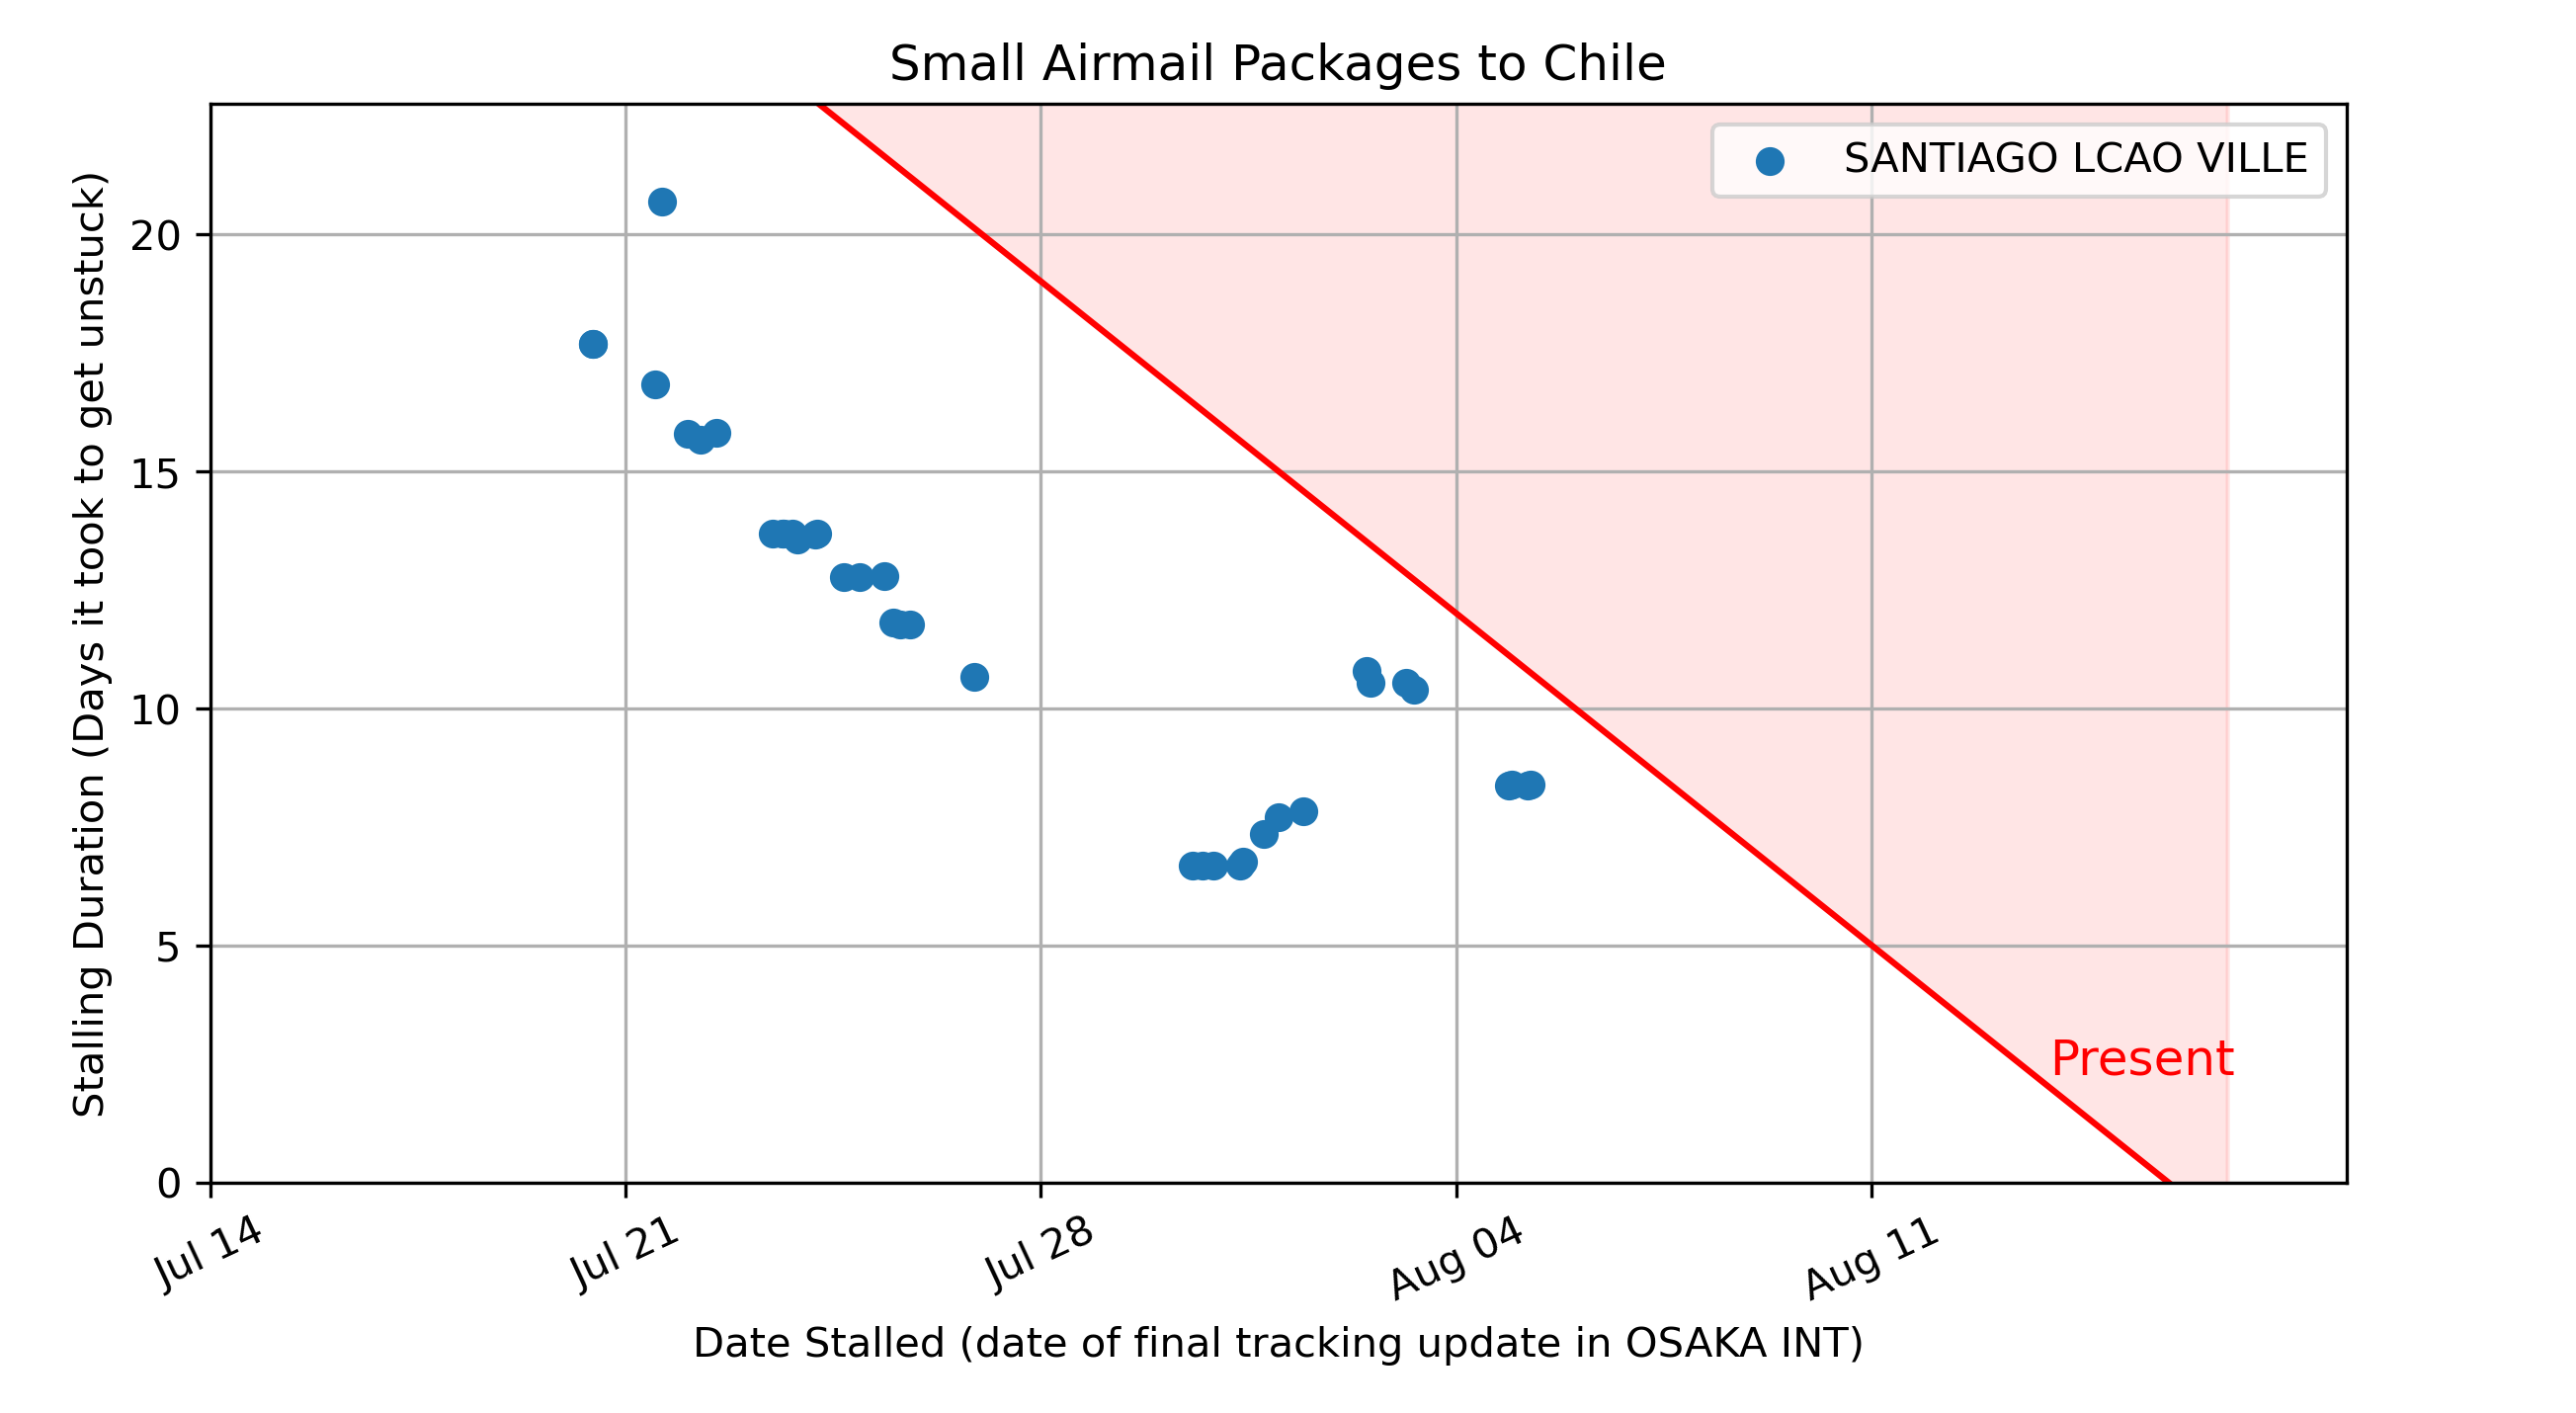 Small Airmail Packages to Chile
SANTIAGO LCAO VILLE
Stalling Duration (Days it took to get unstuck)
20
15
10
5
0
Present
Jul 14
Jul 21
Jul 28
Aug 04
Aug 11
Date Stalled (date of final tracking update in OSAKA INT)